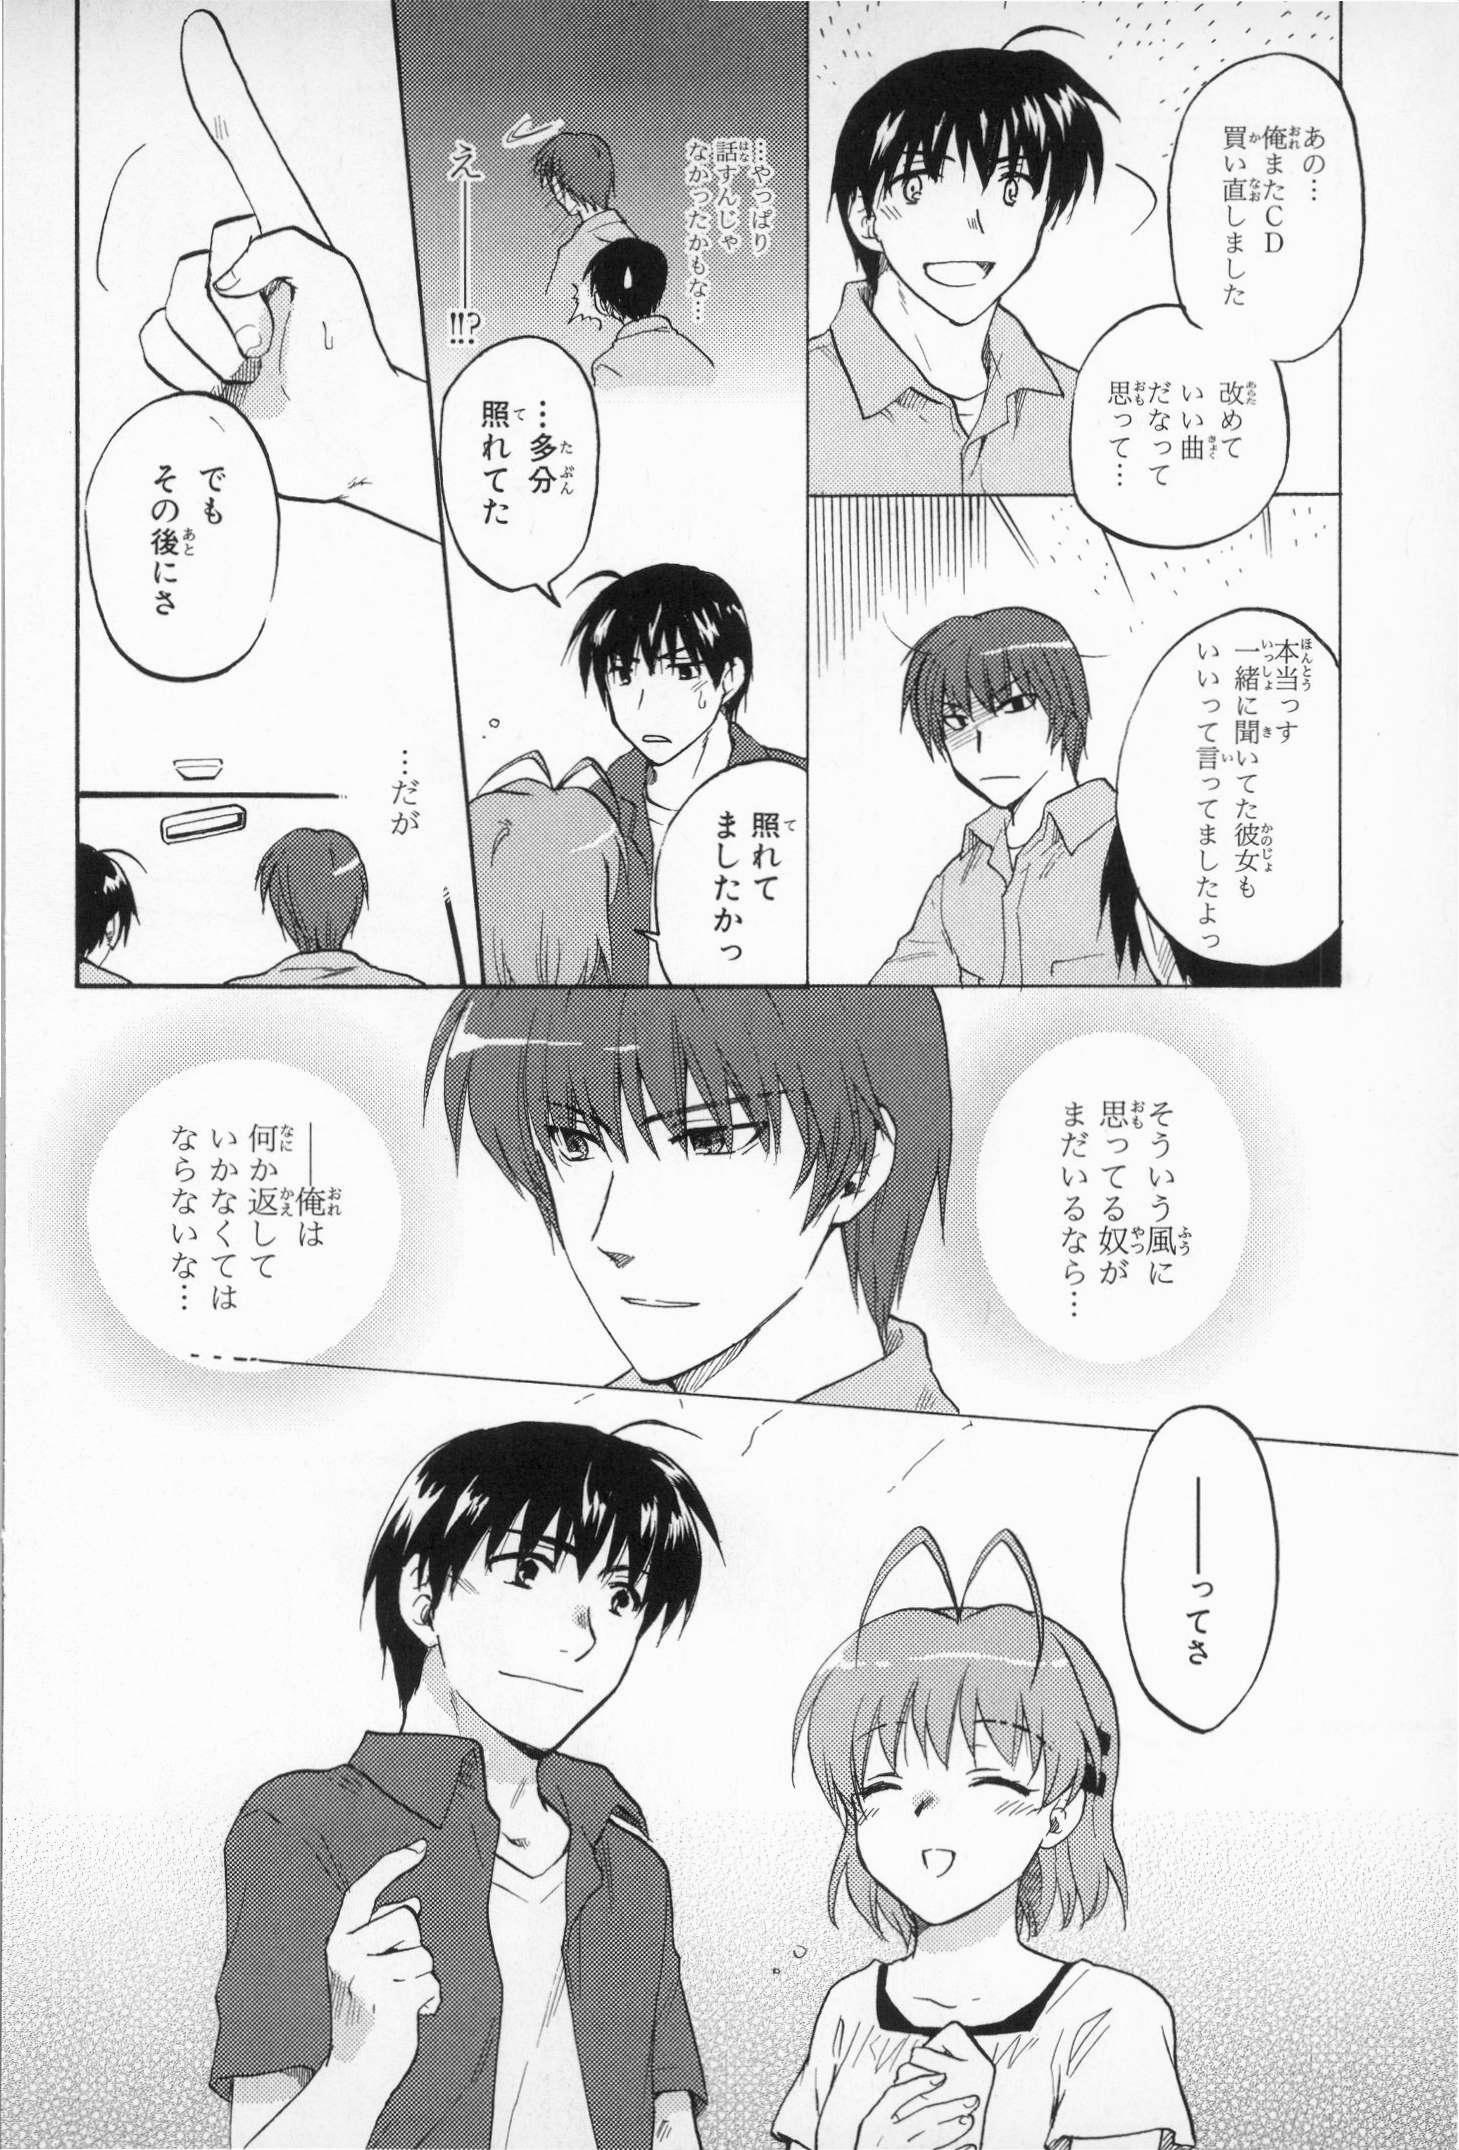 あの…
俺またCD
買い直しました
改めて
いい曲
だなって
思って…
本当っす
一緒に聞いてた彼女も
いいって言ってましたよっ
…やっぱり
話すんじゃ
なかったかもな…
え――――!!?
…多分
照れてた
照れて
ましたかっ
でも
その後にさ
…だが
そういう風に
思ってる奴が
まだいるなら…
――俺は
何か返して
いかなくては
ならないな…
――――ってさ